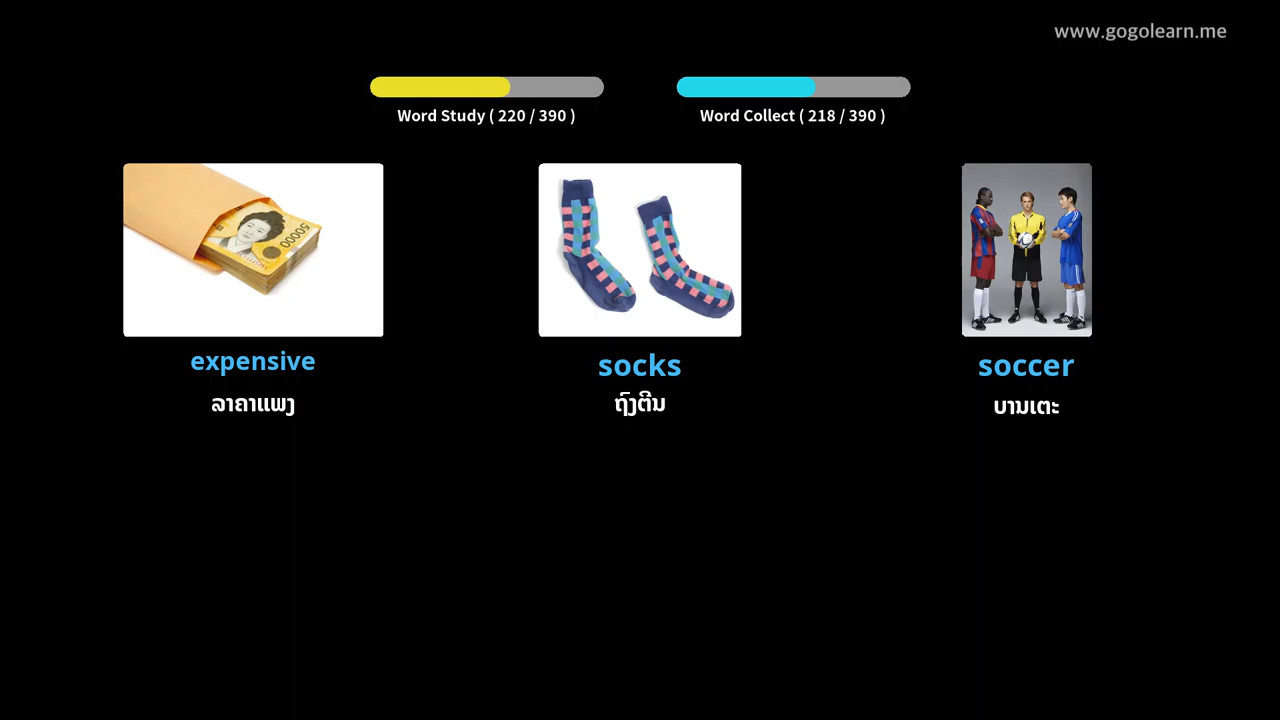 www.gogolearn.me
Word Study ( 220 / 390 )
Word Collect ( 218 / 390 )
50000
expensive
socks
soccer
ລາຄາແພງ
ຖົງຕີນ
ບານເຕະ